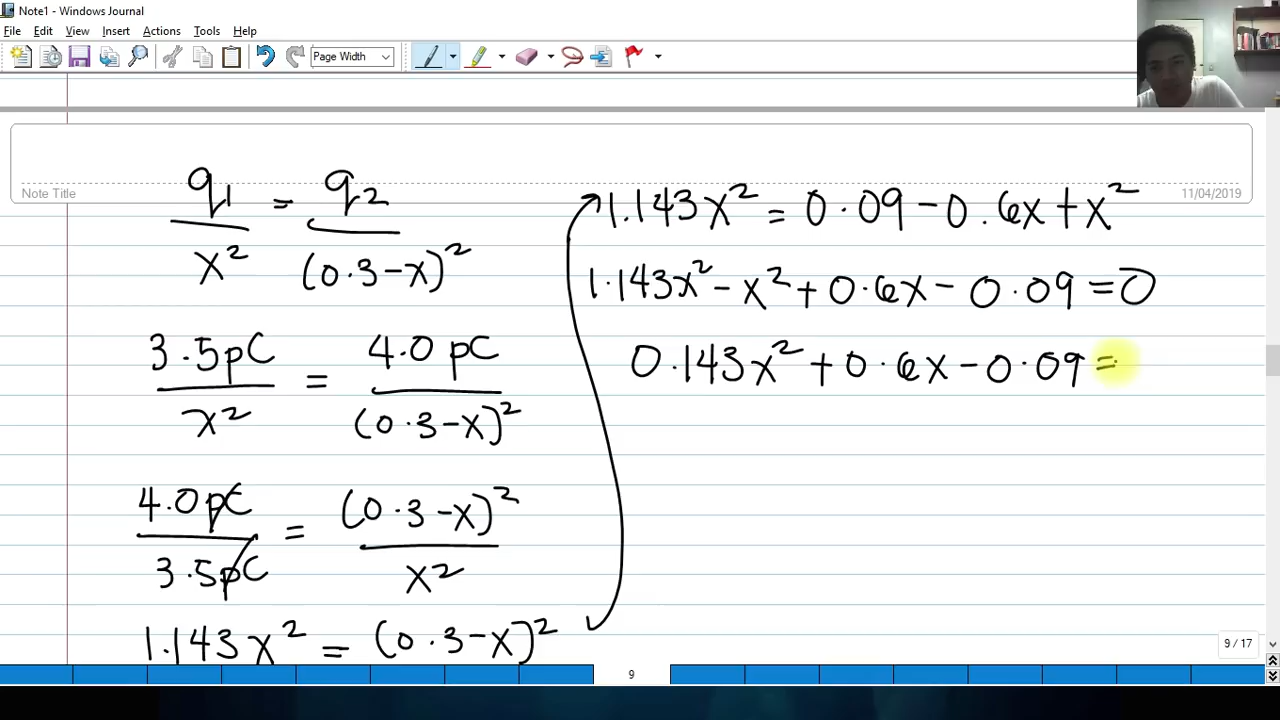 Note1 - Windows Journal
File Edit View Insert Actions Tools Help
Page Width
Note Title
11/04/2019
q1/x² = q2/(0.3-x)²
3.5pC/x² = 4.0 pC/(0.3-x)²
4.0pC/3.5pC = (0.3-x)²/x²
1.143x² = (0.3-x)²
1.143x² = 0.09-0.6x+x²
1.143x²-x²+0.6x-0.09=0
0.143x²+0.6x-0.09=
9 / 17
9